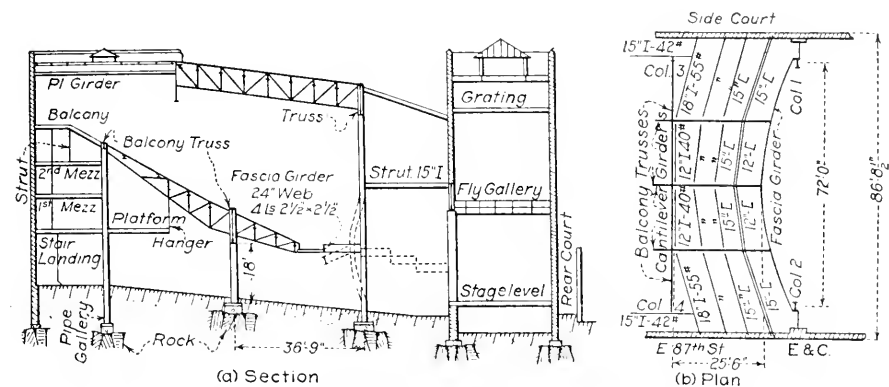 Pl Girder
Balcony
Balcony Truss
Strut
2nd Mezz
1st Mezz
Platform
Hanger
Stair
Landing
Pipe
Gallery
Rock
18'
36'-9"
Truss
Fascia Girder
24" Web
4 Ls 2½"×2½"
Strut 15"I
Grating
Fly Gallery
Stage level
Rear Court
(a) Section
Side Court
15"I-42#
Col. 3
18"I-55#
"
"
15"[
15"[
Col 1
Balcony Trusses
Cantilever Girders
12"I 40#
"
15"[
12"[
Fascia Girder
12"I-40#
"
15"[
12"[
72'0"
86'8½"
18"I-55#
"
"
15"[
15"[
Col 2
Col 4
15"I-42#
E 87th St
E & C.
25'6"
(b) Plan